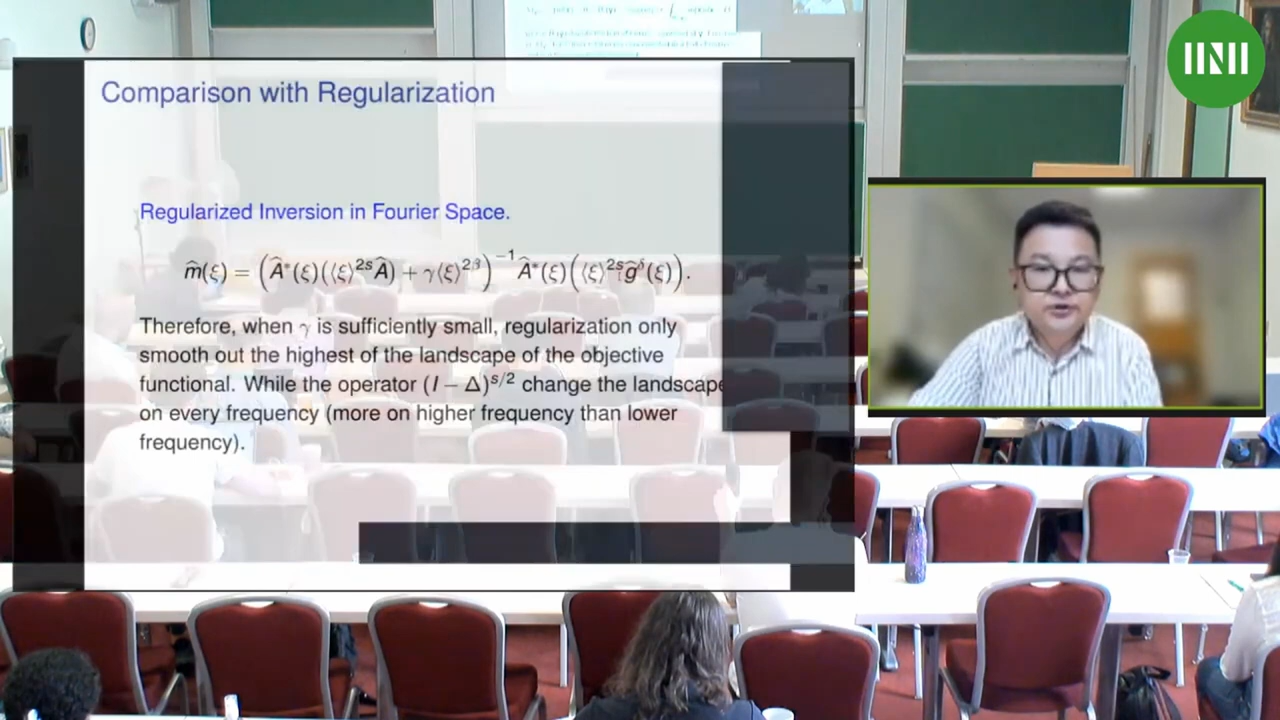 Comparison with Regularization
Regularized Inversion in Fourier Space.
m̂(ξ) = (Â*(ξ)(⟨ξ⟩^{2s}Â) + γ⟨ξ⟩^{2β})^{-1} Â*(ξ)(⟨ξ⟩^{2s}ĝ^δ(ξ)).
Therefore, when γ is sufficiently small, regularization only
smooth out the highest of the landscape of the objective
functional. While the operator (I − Δ)^{s/2} change the landscape
on every frequency (more on higher frequency than lower
frequency).